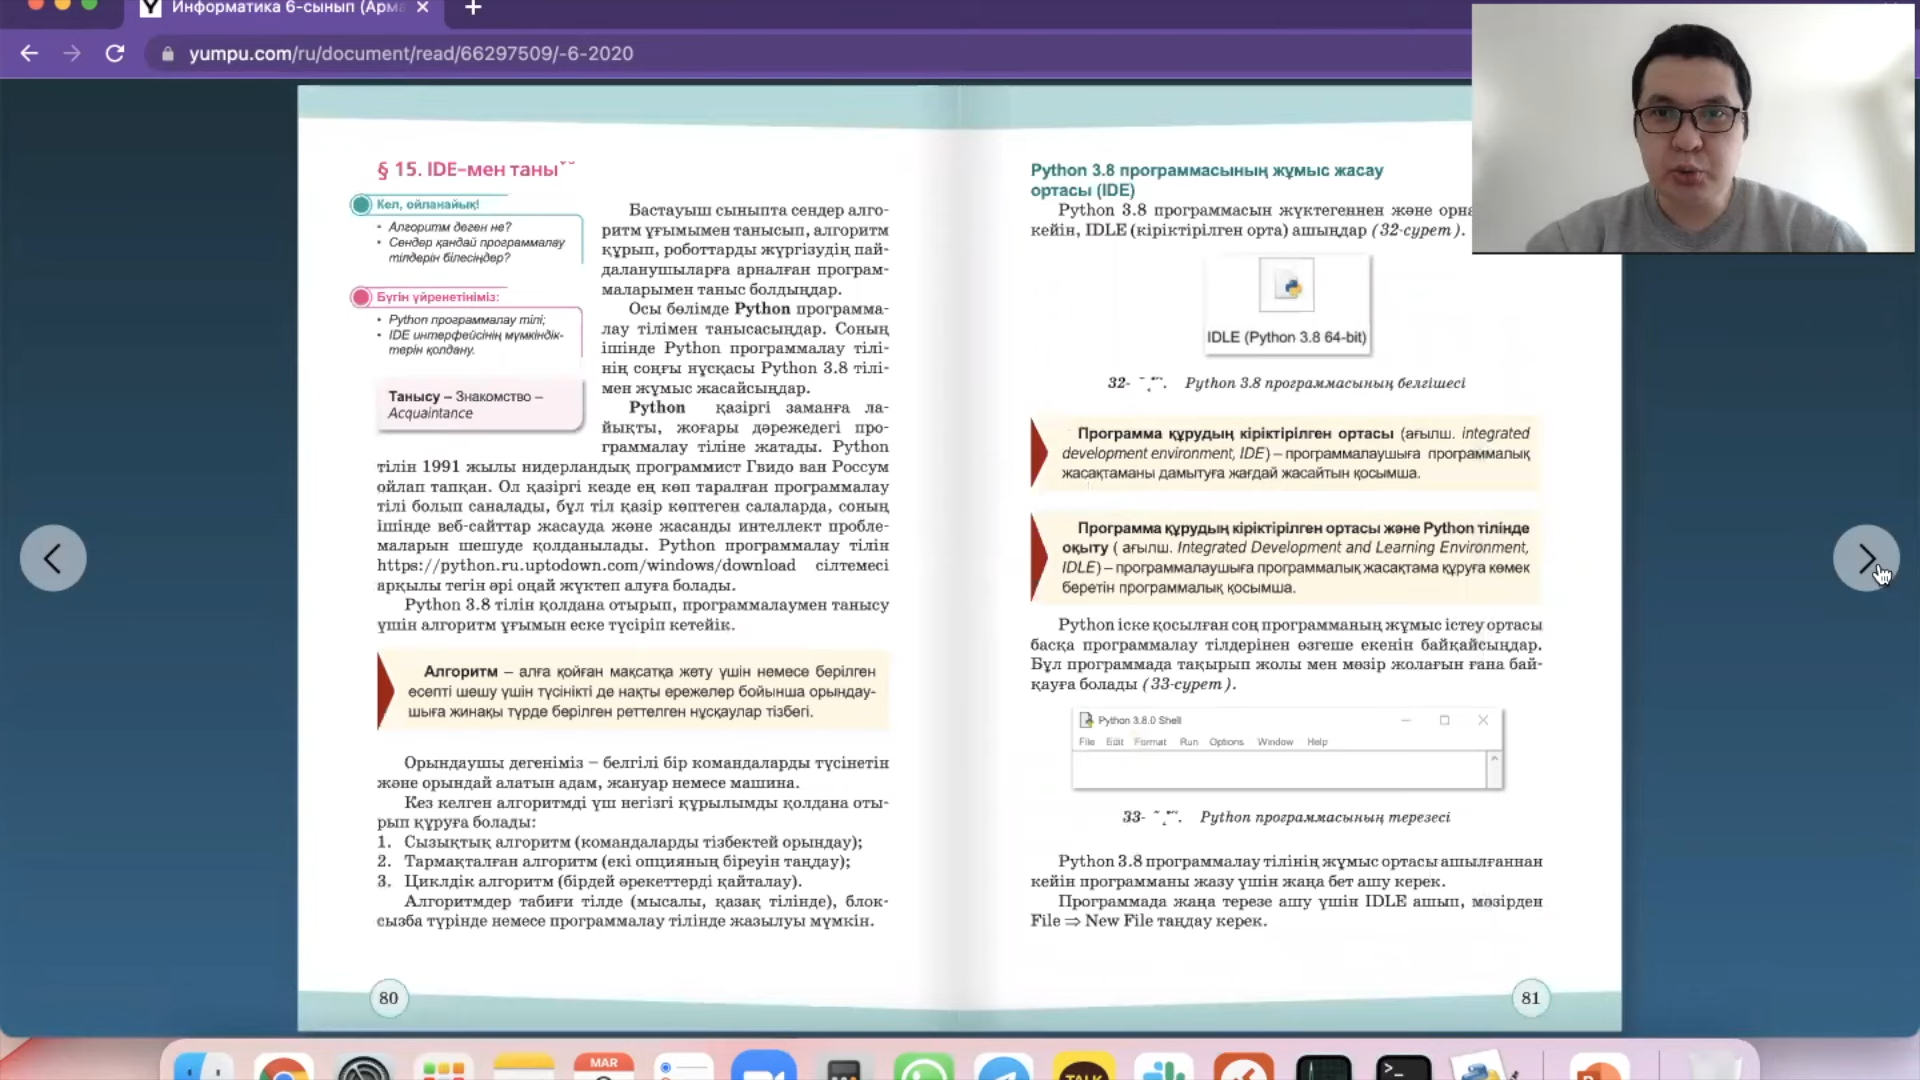 Информатика 6-сынып (Арма
yumpu.com/ru/document/read/66297509/-6-2020
§ 15. IDE-мен таны
Кел, ойланайық!
• Алгоритм деген не?
• Сендер қандай программалау
тілдерін білесіңдер?
Бүгін үйренетініміз:
• Python программалау тілі;
• IDE интерфейсінің мүмкіндік-
терін қолдану.
Танысу – Знакомство –
Acquaintance
Бастауыш сыныпта сендер алго-
ритм ұғымымен танысып, алгоритм
құрып, роботтарды жүргізудің пай-
даланушыларға арналған програм-
маларымен таныс болдыңдар.
Осы бөлімде Python программа-
лау тілімен танысасыңдар. Соның
ішінде Python программалау тілі-
нің соңғы нұсқасы Python 3.8 тілі-
мен жұмыс жасайсыңдар.
Python қазіргі заманға ла-
йықты, жоғары дәрежедегі про-
граммалау тіліне жатады. Python
тілін 1991 жылы нидерландық программист Гвидо ван Россум
ойлап тапқан. Ол қазіргі кезде ең көп таралған программалау
тілі болып саналады, бұл тіл қазір көптеген салаларда, соның
ішінде веб-сайттар жасауда және жасанды интеллект пробле-
маларын шешуде қолданылады. Python программалау тілін
https://python.ru.uptodown.com/windows/download сілтемесі
арқылы тегін әрі оңай жүктеп алуға болады.
Python 3.8 тілін қолдана отырып, программалаумен танысу
үшін алгоритм ұғымын еске түсіріп кетейік.
Алгоритм – алға қойған мақсатқа жету үшін немесе берілген
есепті шешу үшін түсінікті де нақты ережелер бойынша орындау-
шыға жинақы түрде берілген реттелген нұсқаулар тізбегі.
Орындаушы дегеніміз – белгілі бір командаларды түсінетін
және орындай алатын адам, жануар немесе машина.
Кез келген алгоритмді үш негізгі құрылымды қолдана оты-
рып құруға болады:
1. Сызықтық алгоритм (командаларды тізбектей орындау);
2. Тармақталған алгоритм (екі опцияның біреуін таңдау);
3. Циклдік алгоритм (бірдей әрекеттерді қайталау).
Алгоритмдер табиғи тілде (мысалы, қазақ тілінде), блок-
сызба түрінде немесе программалау тілінде жазылуы мүмкін.
80
Python 3.8 программасының жұмыс жасау
ортасы (IDE)
Python 3.8 программасын жүктегеннен және орна
кейін, IDLE (кіріктірілген орта) ашыңдар (32-сурет).
IDLE (Python 3.8 64-bit)
32- Python 3.8 программасының белгішесі
Программа құрудың кіріктірілген ортасы (ағылш. integrated
development environment, IDE) – программалаушыға программалық
жасақтаманы дамытуға жағдай жасайтын қосымша.
Программа құрудың кіріктірілген ортасы және Python тілінде
оқыту ( ағылш. Integrated Development and Learning Environment,
IDLE) – программалаушыға программалық жасақтама құруға көмек
беретін программалық қосымша.
Python іске қосылған соң программаның жұмыс істеу ортасы
басқа программалау тілдерінен өзгеше екенін байқайсыңдар.
Бұл программада тақырып жолы мен мәзір жолағын ғана бай-
қауға болады (33-сурет).
Python 3.8.0 Shell
File Edit Format Run Options Window Help
33- Python программасының терезесі
Python 3.8 программалау тілінің жұмыс ортасы ашылғаннан
кейін программаны жазу үшін жаңа бет ашу керек.
Программада жаңа терезе ашу үшін IDLE ашып, мәзірден
File ⇒ New File таңдау керек.
81
MAR
TALK